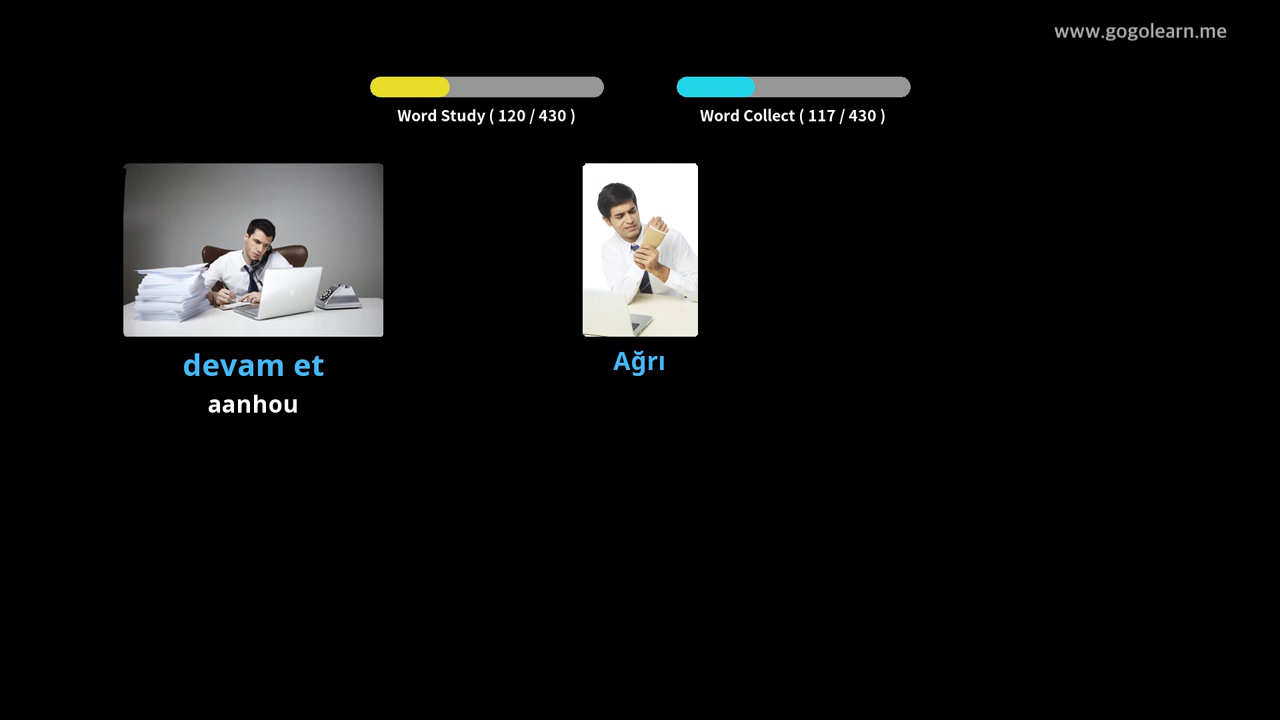 www.gogolearn.me
Word Study ( 120 / 430 )
Word Collect ( 117 / 430 )
devam et
aanhou
Ağrı